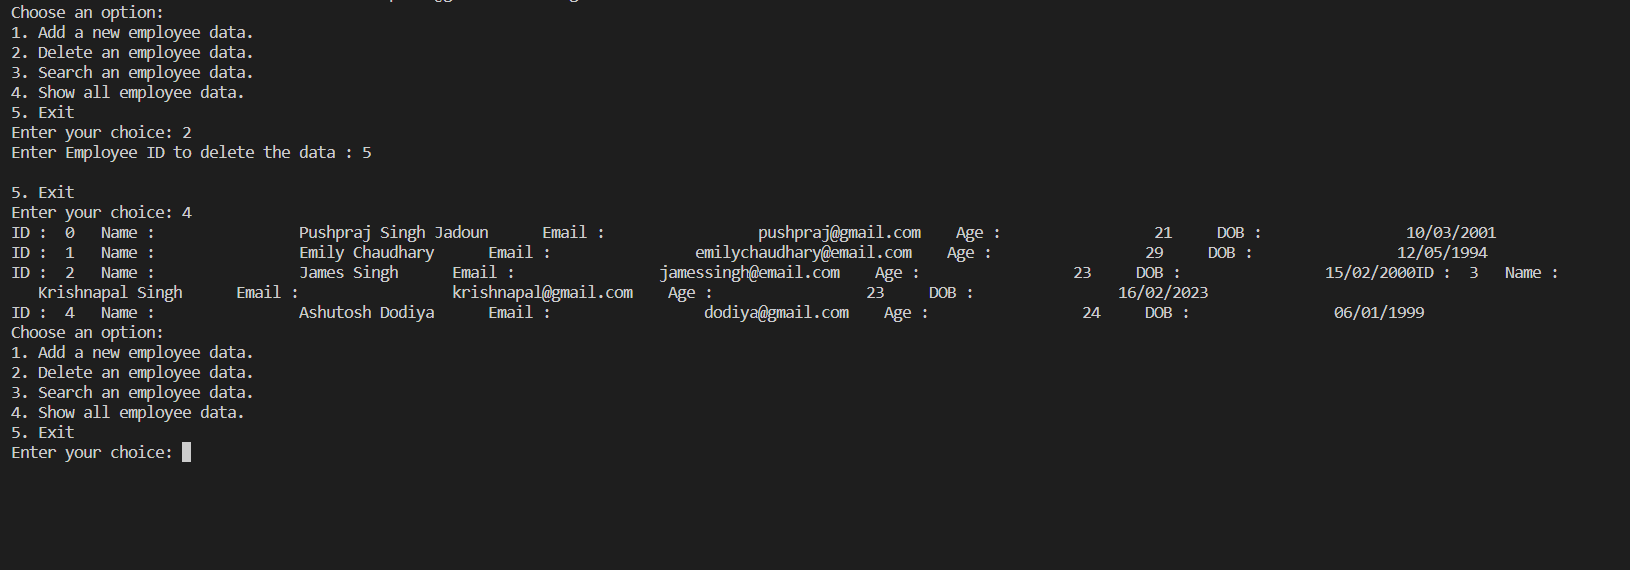 Choose an option:
1. Add a new employee data.
2. Delete an employee data.
3. Search an employee data.
4. Show all employee data.
5. Exit
Enter your choice: 2
Enter Employee ID to delete the data : 5
5. Exit
Enter your choice: 4
ID :  0   Name :                Pushpraj Singh Jadoun      Email :                 pushpraj@gmail.com    Age :                 21     DOB :                10/03/2001
ID :  1   Name :                Emily Chaudhary      Email :                emilychaudhary@email.com    Age :                 29     DOB :                12/05/1994
ID :  2   Name :                James Singh      Email :                jamessingh@email.com    Age :                 23     DOB :                15/02/2000ID :  3   Name :
   Krishnapal Singh      Email :                 krishnapal@gmail.com    Age :                 23     DOB :                16/02/2023
ID :  4   Name :                Ashutosh Dodiya      Email :                 dodiya@gmail.com    Age :                 24     DOB :                06/01/1999
Choose an option:
1. Add a new employee data.
2. Delete an employee data.
3. Search an employee data.
4. Show all employee data.
5. Exit
Enter your choice: